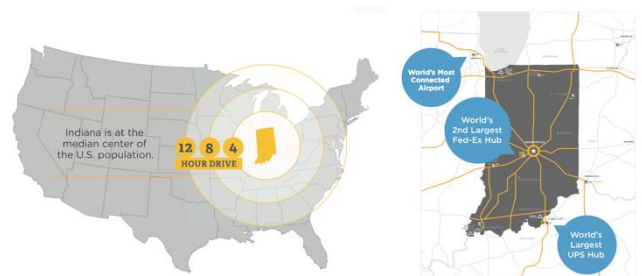 Indiana is at the
median center of
the U.S. population.
12 8 4
HOUR DRIVE
World's Most
Connected
Airport
World's
2nd Largest
Fed-Ex Hub
World's
Largest
UPS Hub